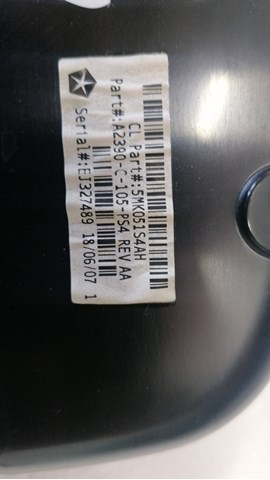 CL Part#:5MK051S4AH
Part#:A2390-C-105-PS4 REV AA
Serial#:EJ327489 18/06/07 1